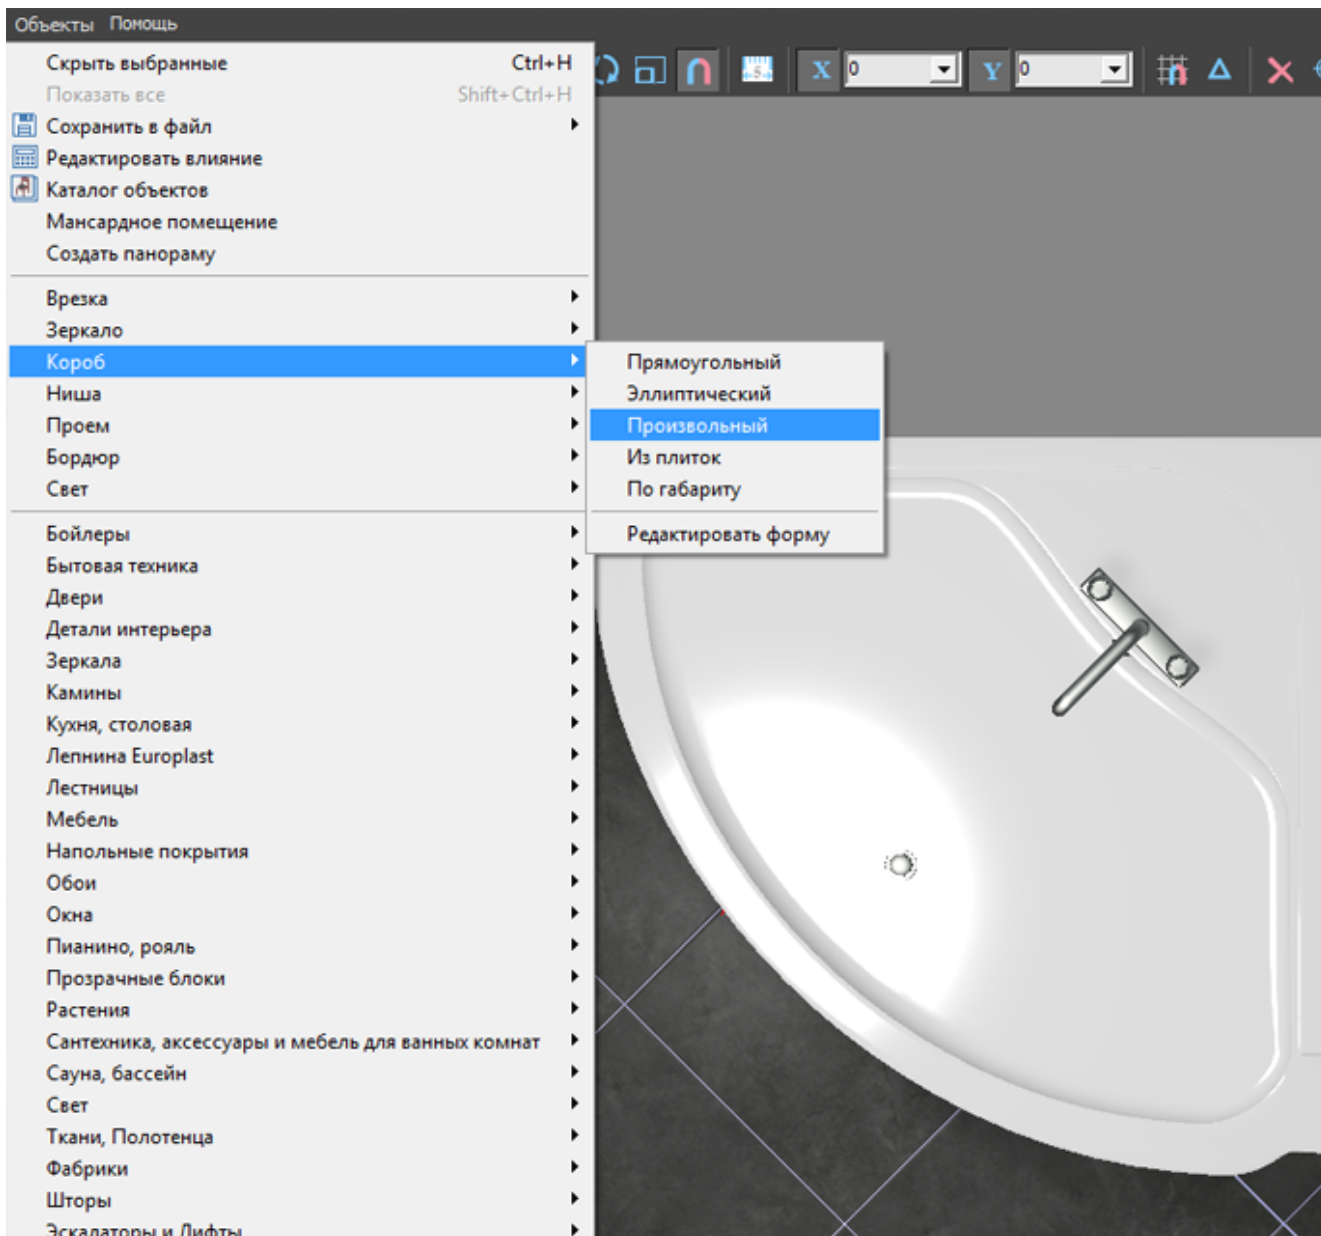 Объекты Помощь
Скрыть выбранные Ctrl+H
Показать все Shift+Ctrl+H
5 X 0 Y 0
Сохранить в файл
Редактировать влияние
Каталог объектов
Мансардное помещение
Создать панораму
Врезка
Зеркало
Короб
Ниша
Проем
Бордюр
Свет
Прямоугольный
Эллиптический
Произвольный
Из плиток
По габариту
Редактировать форму
Бойлеры
Бытовая техника
Двери
Детали интерьера
Зеркала
Камины
Кухня, столовая
Лепнина Europlast
Лестницы
Мебель
Напольные покрытия
Обои
Окна
Пианино, рояль
Прозрачные блоки
Растения
Сантехника, аксессуары и мебель для ванных комнат
Сауна, бассейн
Свет
Ткани, Полотенца
Фабрики
Шторы
Эскалаторы и Лифты